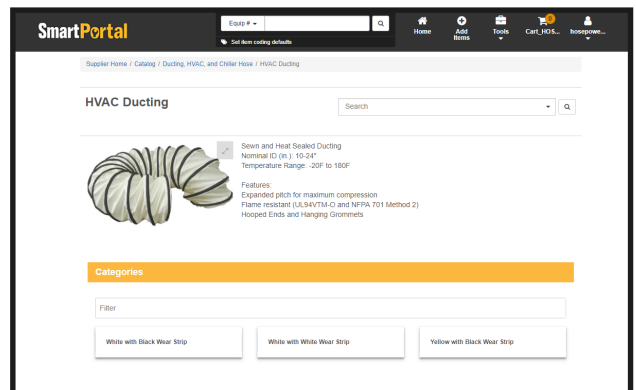 SmartPortal
Equip #
Set item coding defaults
Home
Add Items
Tools
0
Cart_HOS...
hosepowe...
Supplier Home / Catalog / Ducting, HVAC, and Chiller Hose / HVAC Ducting
HVAC Ducting
Search
Sewn and Heat Sealed Ducting
Nominal ID (in.): 10-24"
Temperature Range: -20F to 180F
Features:
Expanded pitch for maximum compression
Flame resistant (UL94VTM-O and NFPA 701 Method 2)
Hooped Ends and Hanging Grommets
Categories
Filter
White with Black Wear Strip
White with White Wear Strip
Yellow with Black Wear Strip